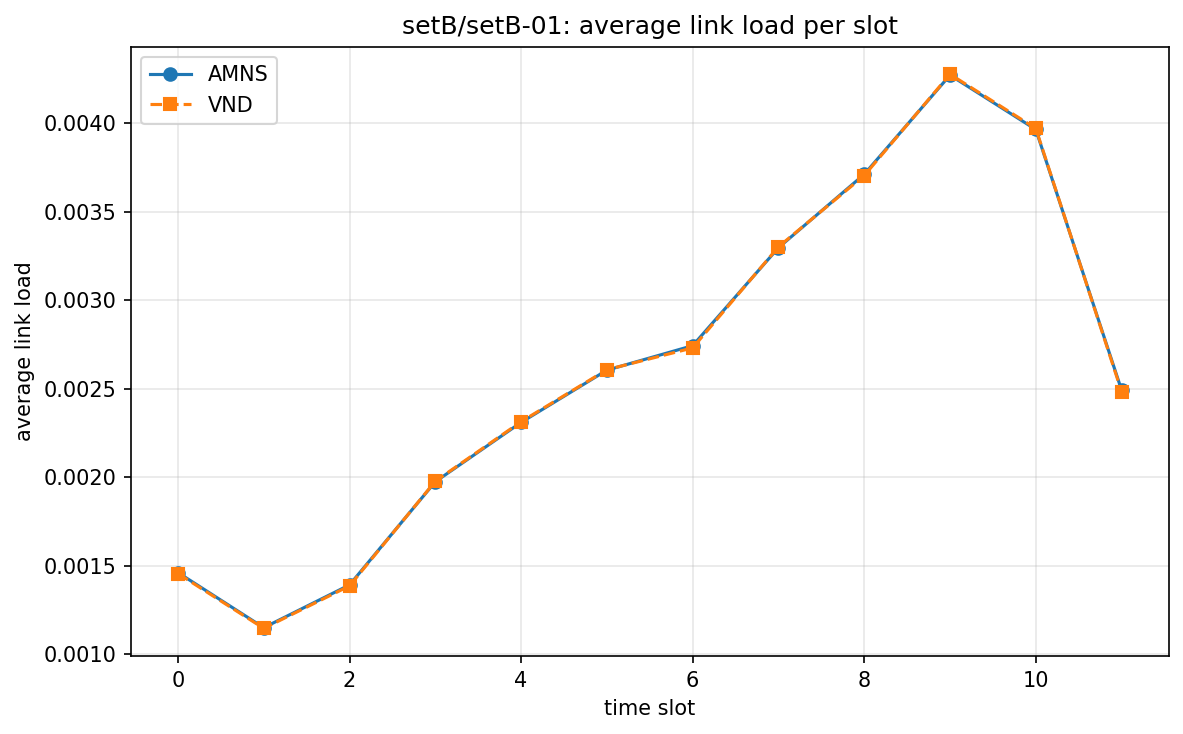 setB/setB-01: average link load per slot
AMNS
VND
0.0040
0.0035
0.0030
0.0025
0.0020
0.0015
0.0010
average link load
0 2 4 6 8 10
time slot